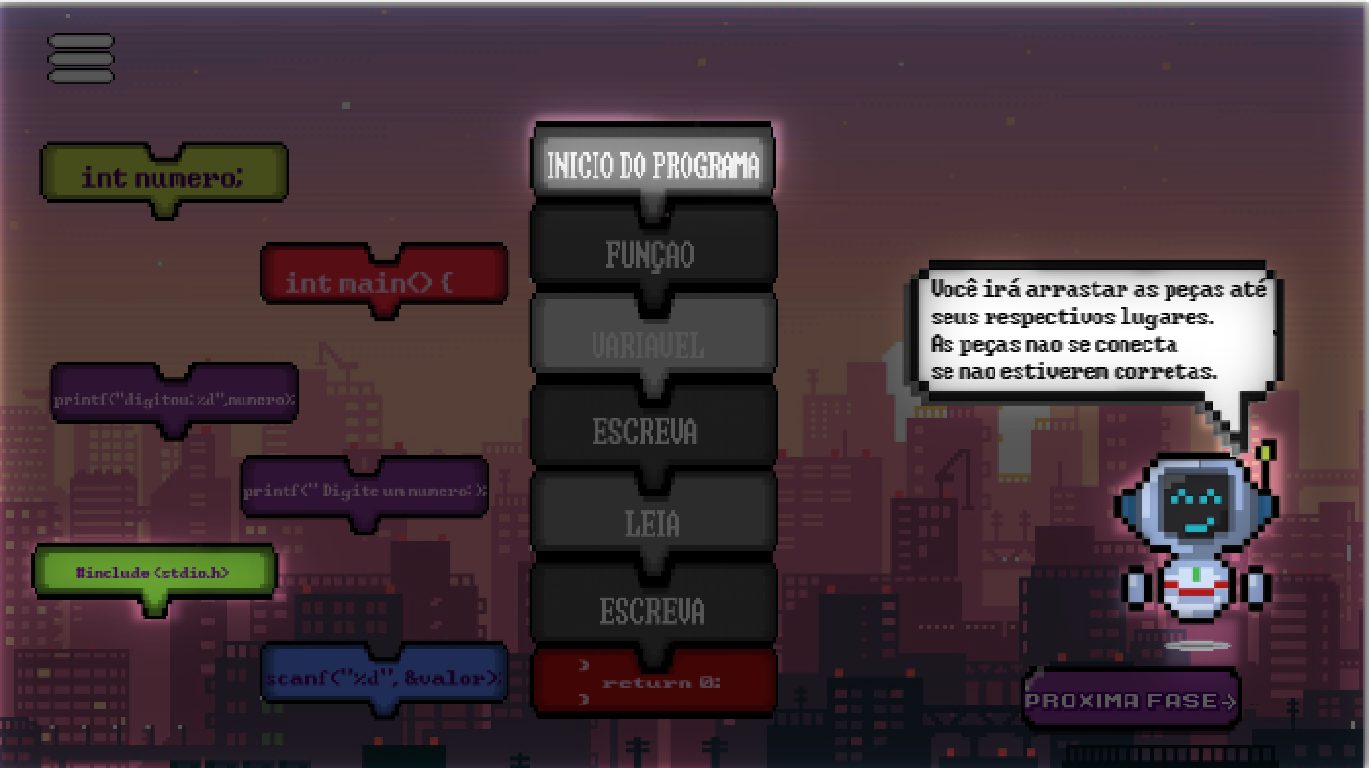 int numero;
int main() {
printf("digitou: %d",numero);
printf(" Digite um numero: );
#include <stdio.h>
scanf("%d", &valor);
INICIO DO PROGRAMA
FUNÇAO
VARIAVEL
ESCREVA
LEIA
ESCREVA
}
return 0;
}
Você irá arrastar as peças até
seus respectivos lugares.
As peças nao se conecta
se nao estiverem corretas.
PROXIMA FASE→